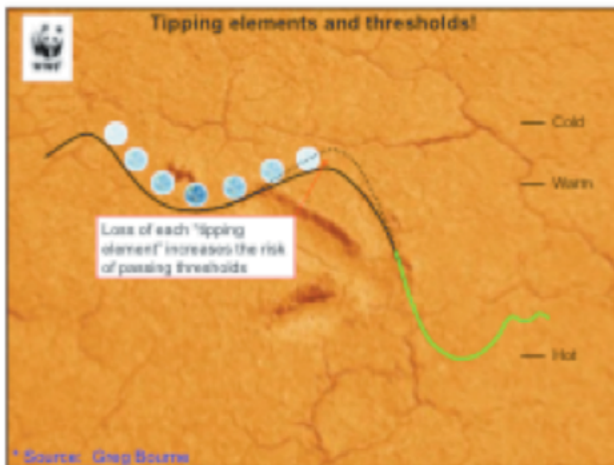 Tipping elements and thresholds!
WWF
Cold
Warm
Loss of each "tipping
element" increases the risk
of passing thresholds
Hot
* Source: Greg Bourne